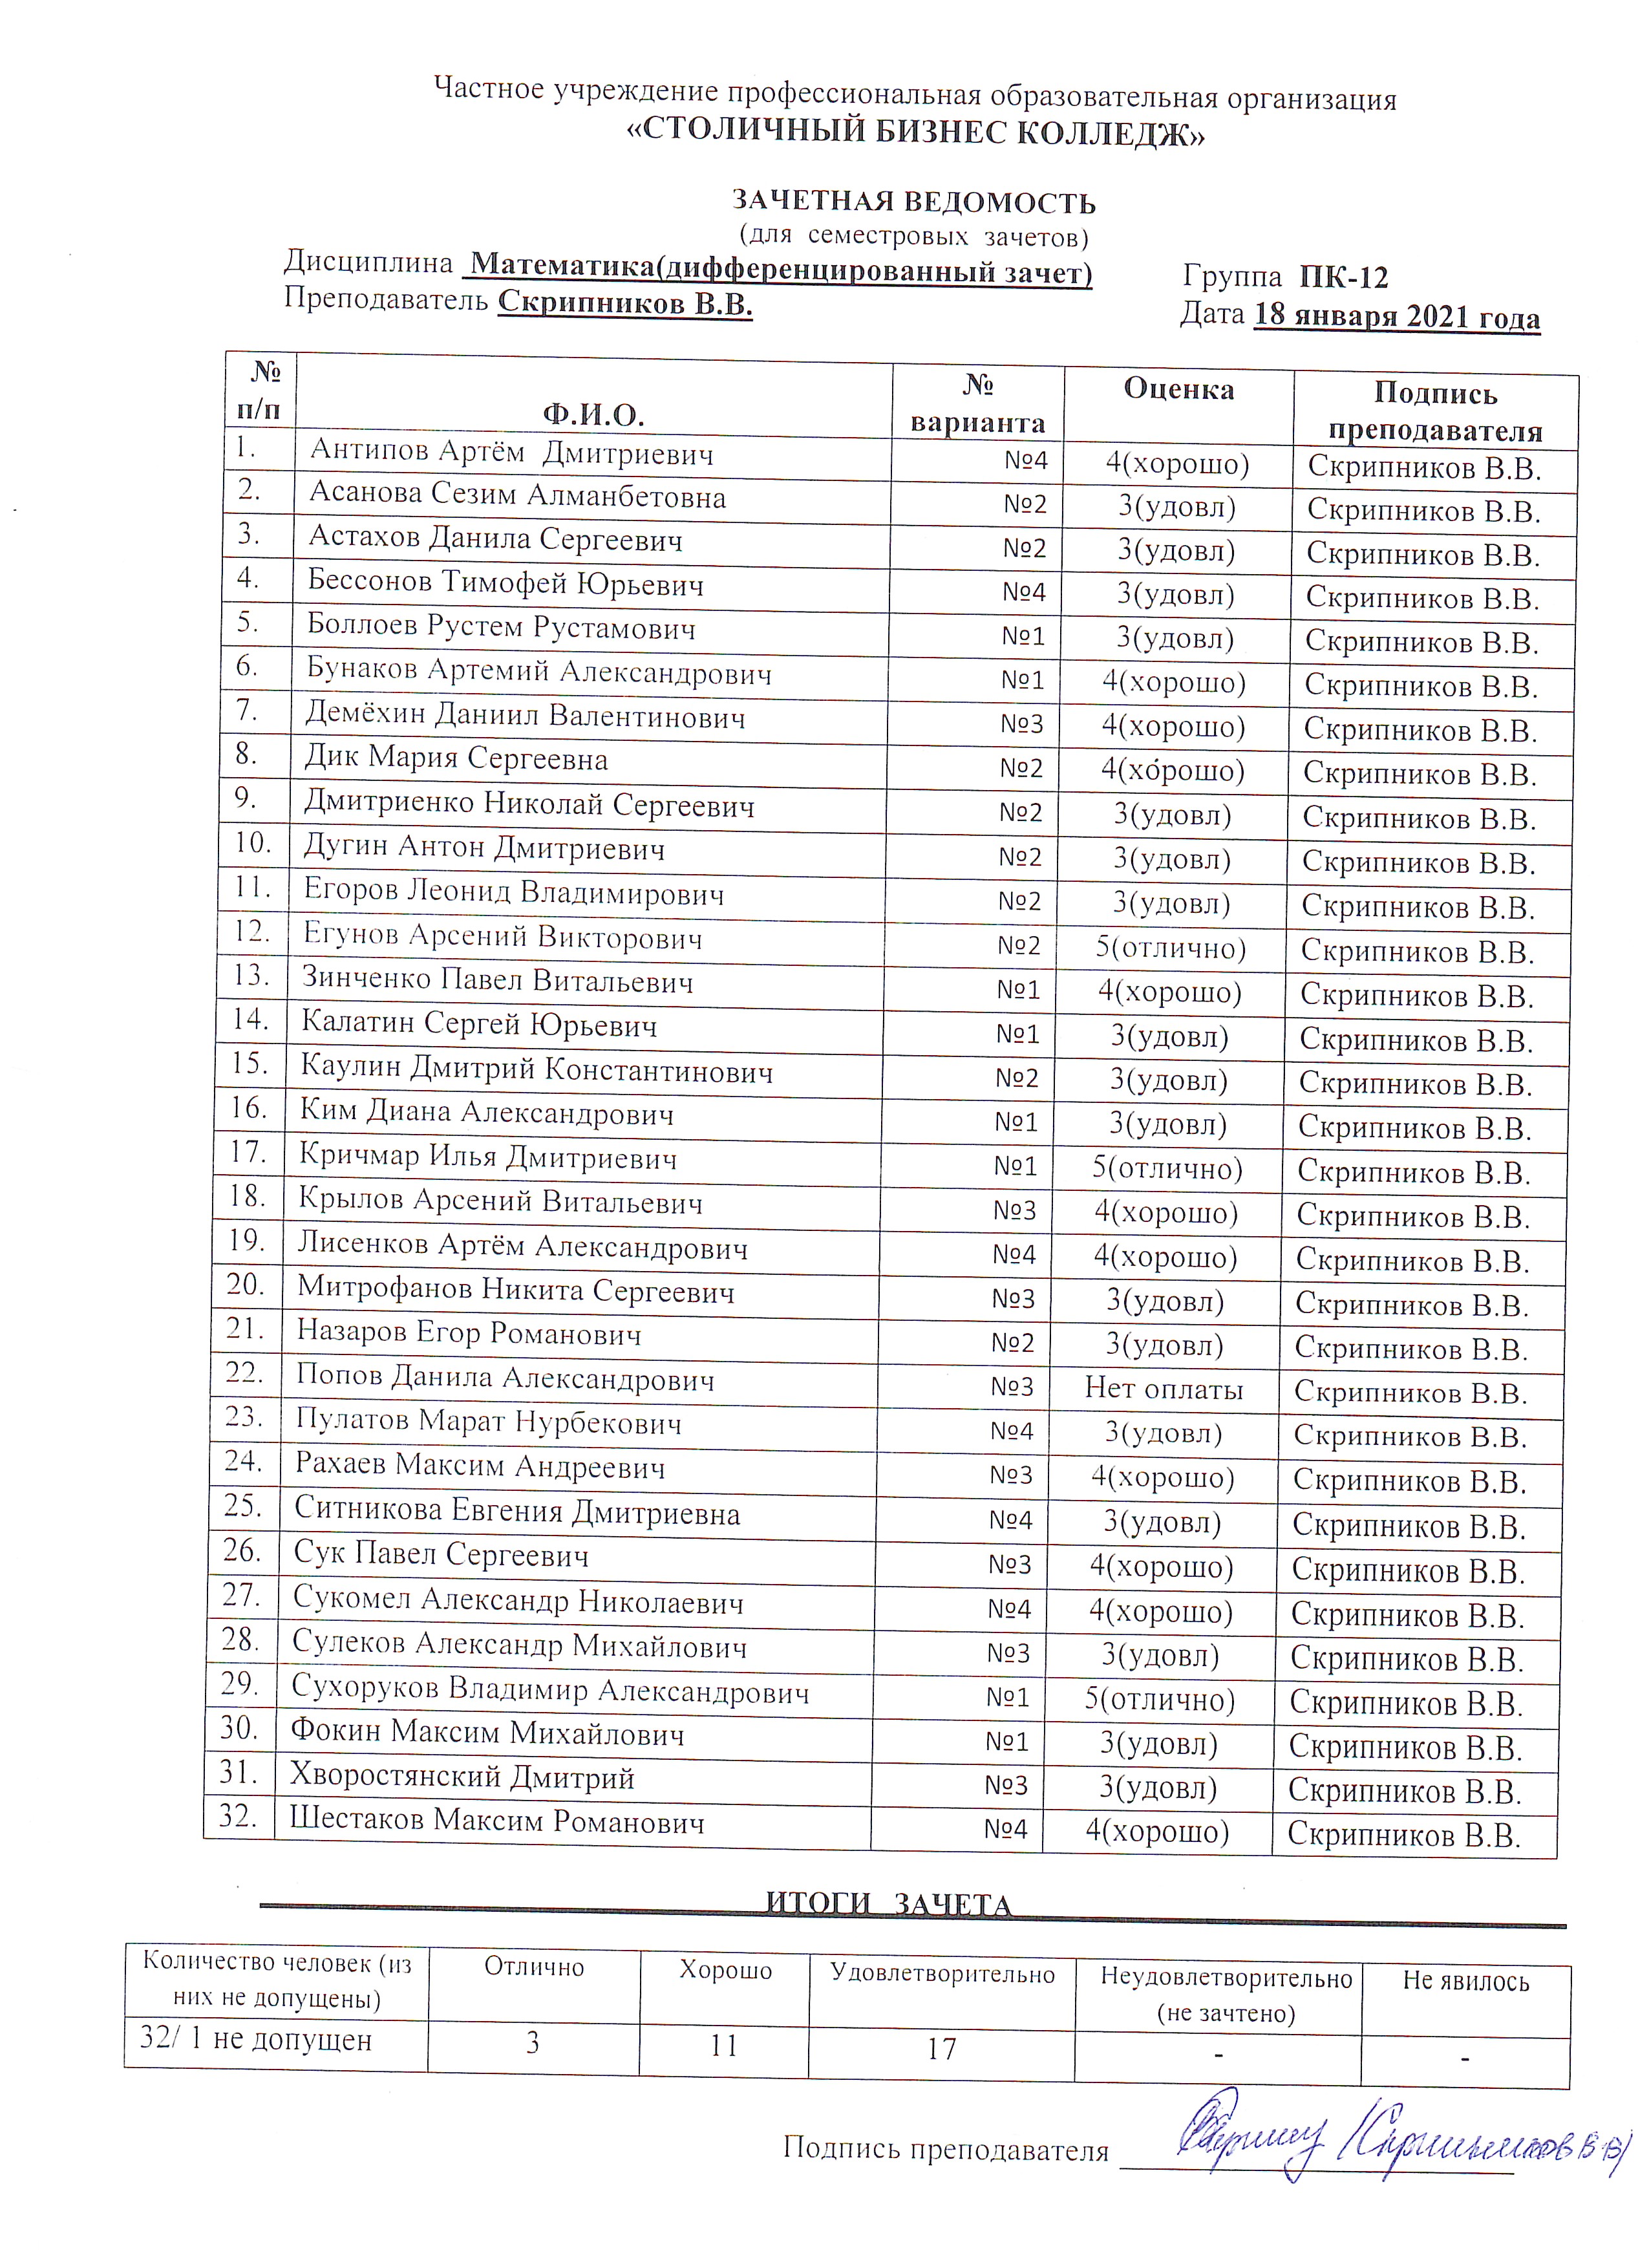 Частное учреждение профессиональная образовательная организация
«СТОЛИЧНЫЙ БИЗНЕС КОЛЛЕДЖ»
ЗАЧЕТНАЯ ВЕДОМОСТЬ
(для семестровых зачетов)
Дисциплина Математика(дифференцированный зачет) Группа ПК-12
Преподаватель Скрипников В.В. Дата 18 января 2021 года
№ п/п Ф.И.О. № варианта Оценка Подпись преподавателя
1. Антипов Артём Дмитриевич №4 4(хорошо) Скрипников В.В.
2. Асанова Сезим Алманбетовна №2 3(удовл) Скрипников В.В.
3. Астахов Данила Сергеевич №2 3(удовл) Скрипников В.В.
4. Бессонов Тимофей Юрьевич №4 3(удовл) Скрипников В.В.
5. Боллоев Рустем Рустамович №1 3(удовл) Скрипников В.В.
6. Бунаков Артемий Александрович №1 4(хорошо) Скрипников В.В.
7. Демёхин Даниил Валентинович №3 4(хорошо) Скрипников В.В.
8. Дик Мария Сергеевна №2 4(хорошо) Скрипников В.В.
9. Дмитриенко Николай Сергеевич №2 3(удовл) Скрипников В.В.
10. Дугин Антон Дмитриевич №2 3(удовл) Скрипников В.В.
11. Егоров Леонид Владимирович №2 3(удовл) Скрипников В.В.
12. Егунов Арсений Викторович №2 5(отлично) Скрипников В.В.
13. Зинченко Павел Витальевич №1 4(хорошо) Скрипников В.В.
14. Калатин Сергей Юрьевич №1 3(удовл) Скрипников В.В.
15. Каулин Дмитрий Константинович №2 3(удовл) Скрипников В.В.
16. Ким Диана Александрович №1 3(удовл) Скрипников В.В.
17. Кричмар Илья Дмитриевич №1 5(отлично) Скрипников В.В.
18. Крылов Арсений Витальевич №3 4(хорошо) Скрипников В.В.
19. Лисенков Артём Александрович №4 4(хорошо) Скрипников В.В.
20. Митрофанов Никита Сергеевич №3 3(удовл) Скрипников В.В.
21. Назаров Егор Романович №2 3(удовл) Скрипников В.В.
22. Попов Данила Александрович №3 Нет оплаты Скрипников В.В.
23. Пулатов Марат Нурбекович №4 3(удовл) Скрипников В.В.
24. Рахаев Максим Андреевич №3 4(хорошо) Скрипников В.В.
25. Ситникова Евгения Дмитриевна №4 3(удовл) Скрипников В.В.
26. Сук Павел Сергеевич №3 4(хорошо) Скрипников В.В.
27. Сукомел Александр Николаевич №4 4(хорошо) Скрипников В.В.
28. Сулеков Александр Михайлович №3 3(удовл) Скрипников В.В.
29. Сухоруков Владимир Александрович №1 5(отлично) Скрипников В.В.
30. Фокин Максим Михайлович №1 3(удовл) Скрипников В.В.
31. Хворостянский Дмитрий №3 3(удовл) Скрипников В.В.
32. Шестаков Максим Романович №4 4(хорошо) Скрипников В.В.
ИТОГИ ЗАЧЕТА
Количество человек (из них не допущены) Отлично Хорошо Удовлетворительно Неудовлетворительно (не зачтено) Не явилось
32/ 1 не допущен 3 11 17 - -
Подпись преподавателя /Скрипников В.В/